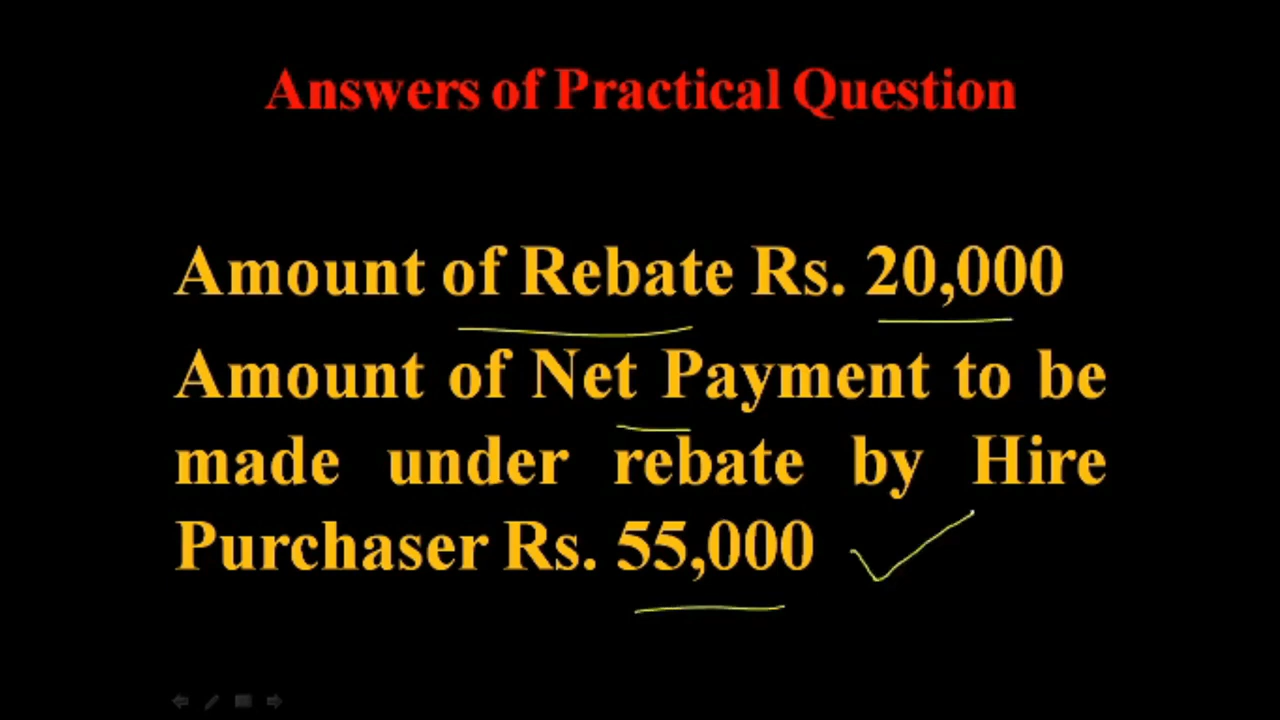 Answers of Practical Question
Amount of Rebate Rs. 20,000
Amount of Net Payment to be
made under rebate by Hire
Purchaser Rs. 55,000